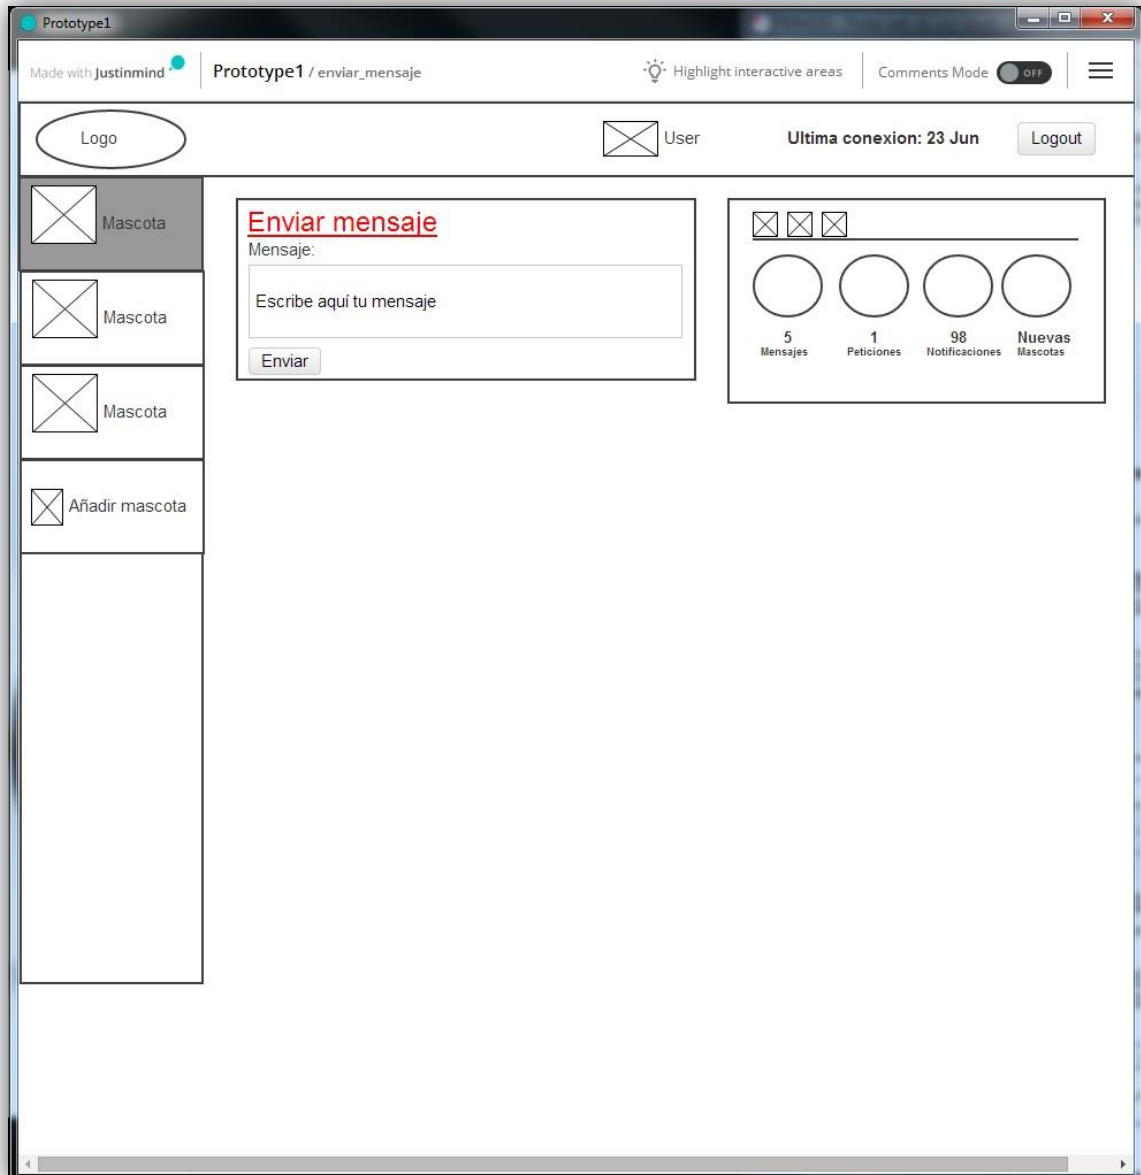 Prototype1
Made with Justinmind
Prototype1 / enviar_mensaje
Highlight interactive areas
Comments Mode OFF
Logo
User
Ultima conexion: 23 Jun
Logout
Mascota
Mascota
Mascota
Añadir mascota
Enviar mensaje
Mensaje:
Escribe aquí tu mensaje
Enviar
5 1 98 Nuevas
Mensajes Peticiones Notificaciones Mascotas